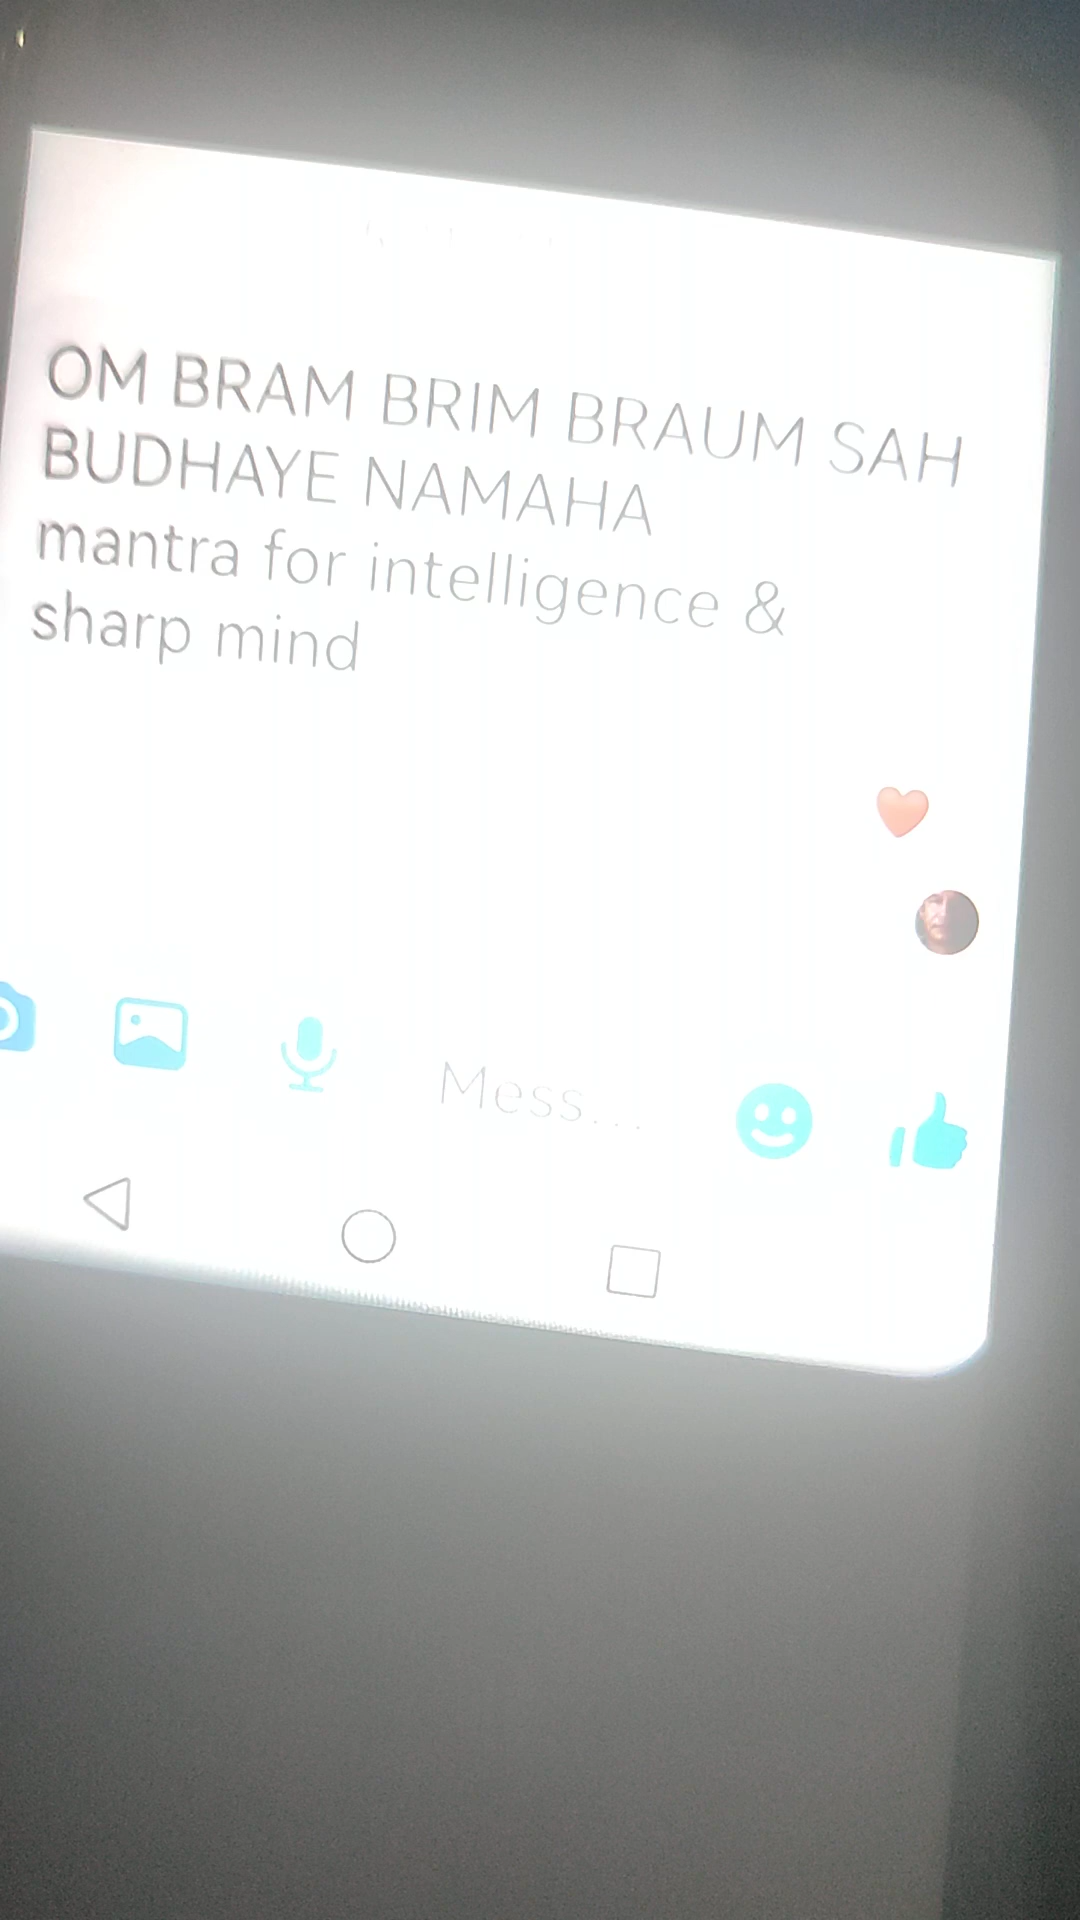 OM BRAM BRIM BRAUM SAH
BUDHAYE NAMAHA
mantra for intelligence &
sharp mind
Mess...